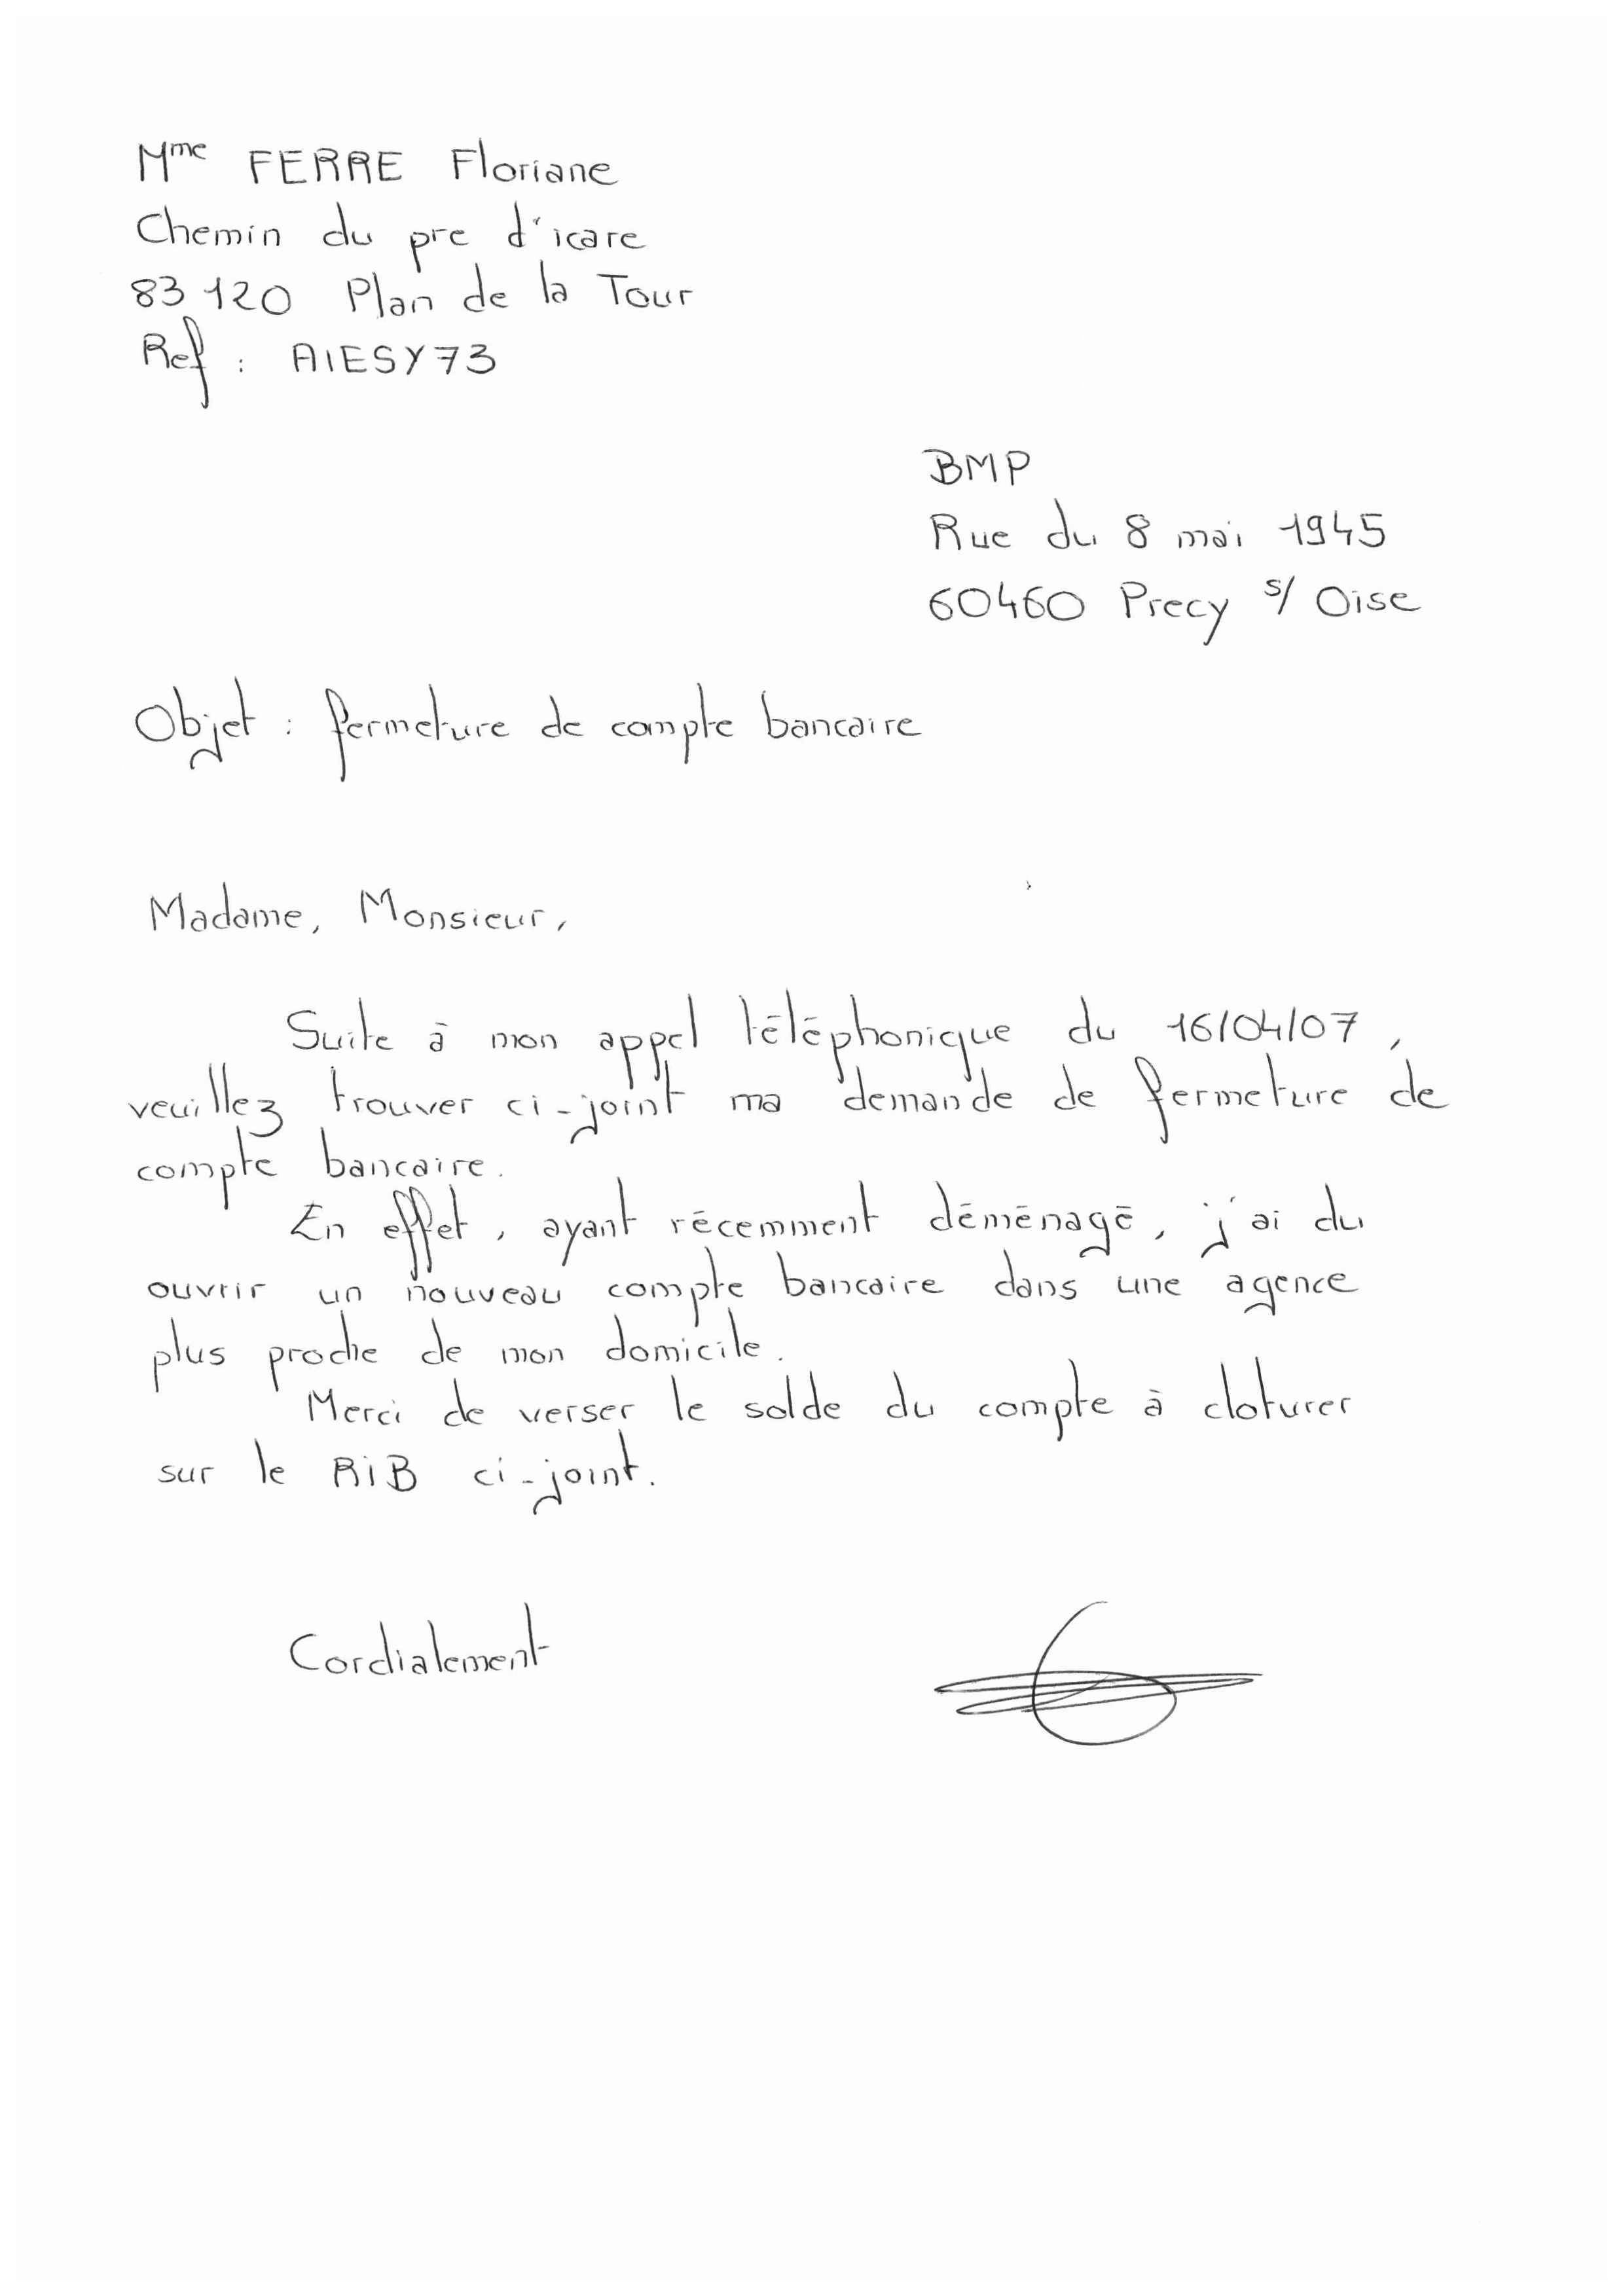 Mme FERRE Floriane
Chemin du pre d'icare
83 120 Plan de la Tour
Ref : AIESY73
BMP
Rue du 8 mai 1945
60460 Precy s/ Oise
Objet : fermeture de compte bancaire
Madame, Monsieur,
Suite à mon appel téléphonique du 16/04/07,
veuillez trouver ci-joint ma demande de fermeture de
compte bancaire.
En effet, ayant récemment déménagé, j'ai du
ouvrir un nouveau compte bancaire dans une agence
plus proche de mon domicile.
Merci de verser le solde du compte à cloturer
sur le RiB ci-joint.
Cordialement